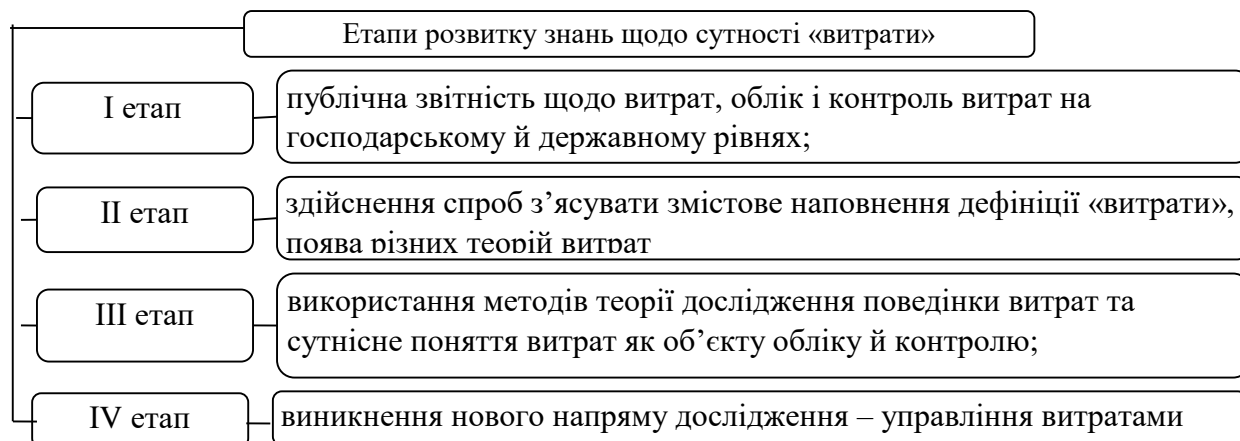 Етапи розвитку знань щодо сутності «витрати»
І етап
публічна звітність щодо витрат, облік і контроль витрат на
господарському й державному рівнях;
ІІ етап
здійснення спроб з’ясувати змістове наповнення дефініції «витрати»,
поява різних теорій витрат
ІІІ етап
використання методів теорії дослідження поведінки витрат та
сутнісне поняття витрат як об’єкту обліку й контролю;
IV етап
виникнення нового напряму дослідження – управління витратами